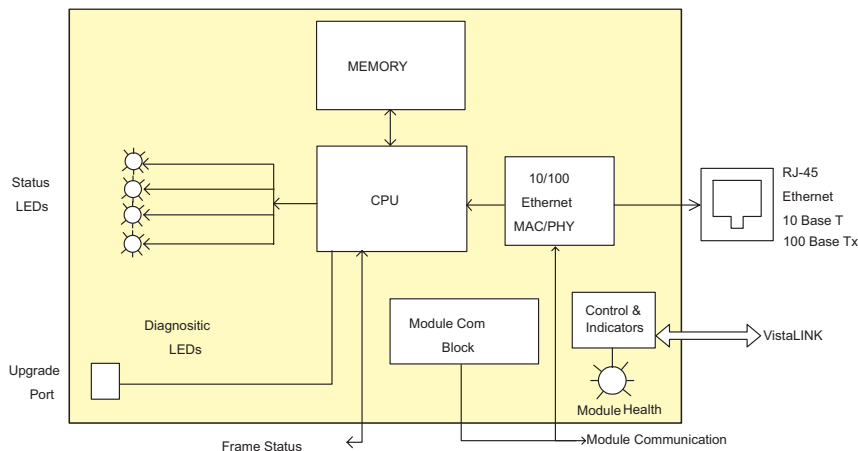 MEMORY
Status
LEDs
CPU
10/100
Ethernet
MAC/PHY
RJ-45
Ethernet
10 Base T
100 Base Tx
Diagnositic
LEDs
Module Com
Block
Control &
Indicators
VistaLINK
Upgrade
Port
Module Health
Frame Status
Module Communication